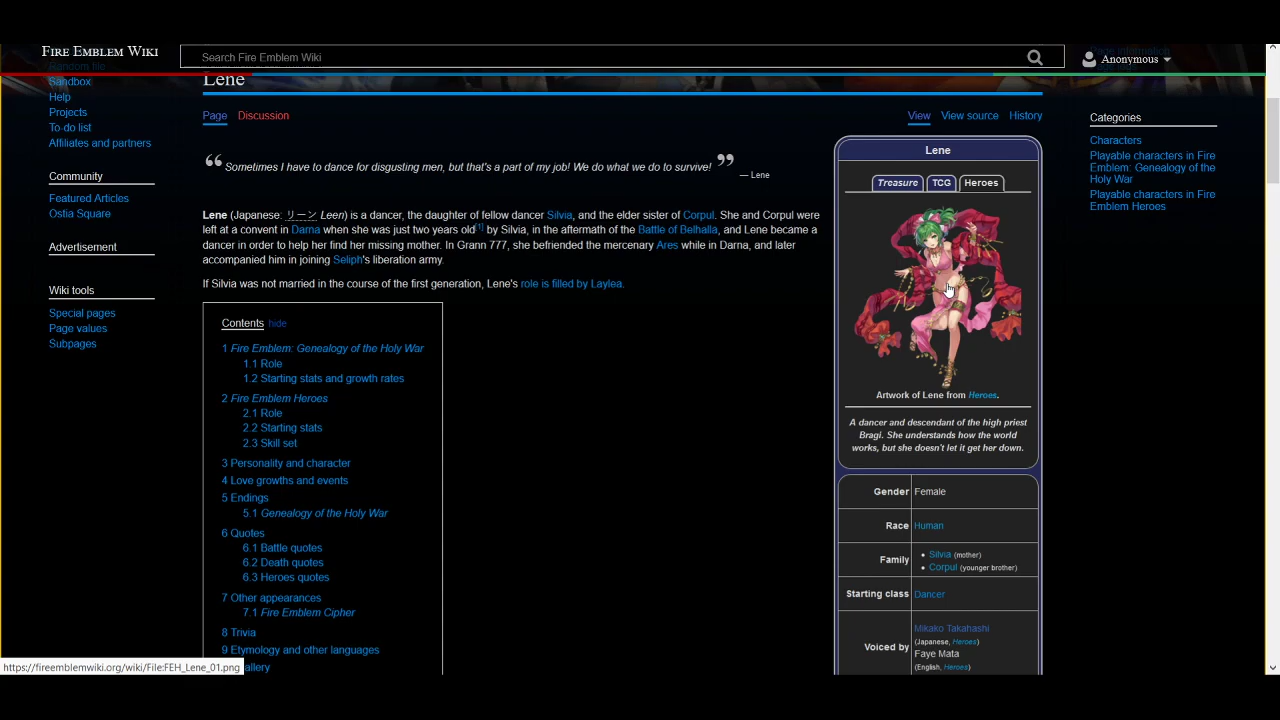 FIRE EMBLEM WIKI
Search Fire Emblem Wiki
Page information
Anonymous
Random file
Sandbox
Help
Projects
To-do list
Affiliates and partners
Community
Featured Articles
Ostia Square
Advertisement
Wiki tools
Special pages
Page values
Subpages
Lene
Page Discussion View View source History
“ Sometimes I have to dance for disgusting men, but that's a part of my job! We do what we do to survive! ”
— Lene
Lene (Japanese: リーン Leen) is a dancer, the daughter of fellow dancer Silvia, and the elder sister of Corpul. She and Corpul were
left at a convent in Darna when she was just two years old[1] by Silvia, in the aftermath of the Battle of Belhalla, and Lene became a
dancer in order to help her find her missing mother. In Grann 777, she befriended the mercenary Ares while in Darna, and later
accompanied him in joining Seliph's liberation army.
If Silvia was not married in the course of the first generation, Lene's role is filled by Laylea.
Contents hide
1 Fire Emblem: Genealogy of the Holy War
1.1 Role
1.2 Starting stats and growth rates
2 Fire Emblem Heroes
2.1 Role
2.2 Starting stats
2.3 Skill set
3 Personality and character
4 Love growths and events
5 Endings
5.1 Genealogy of the Holy War
6 Quotes
6.1 Battle quotes
6.2 Death quotes
6.3 Heroes quotes
7 Other appearances
7.1 Fire Emblem Cipher
8 Trivia
9 Etymology and other languages
Lene
Treasure TCG Heroes
Artwork of Lene from Heroes.
A dancer and descendant of the high priest
Bragi. She understands how the world
works, but she doesn't let it get her down.
Gender Female
Race Human
Family
• Silvia (mother)
• Corpul (younger brother)
Starting class Dancer
Voiced by
Mikako Takahashi
(Japanese, Heroes)
Faye Mata
(English, Heroes)
Categories
Characters
Playable characters in Fire
Emblem: Genealogy of the
Holy War
Playable characters in Fire
Emblem Heroes
https://fireemblemwiki.org/wiki/File:FEH_Lene_01.png